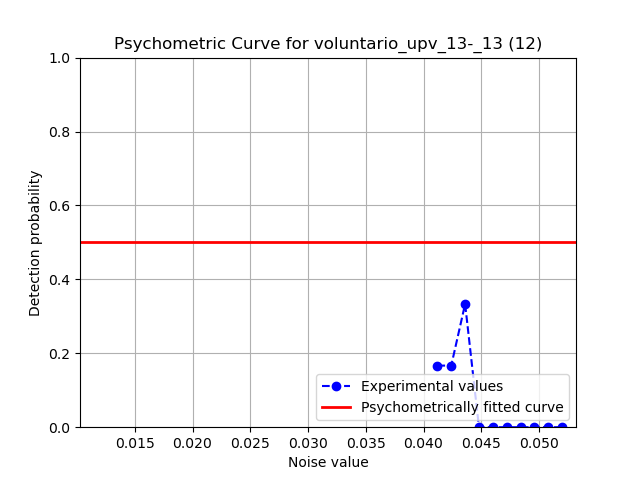 Psychometric Curve for voluntario_upv_13-_13 (12)
1.0
0.8
0.6
0.4
0.2
0.0
Detection probability
Experimental values
Psychometrically fitted curve
0.015 0.020 0.025 0.030 0.035 0.040 0.045 0.050
Noise value